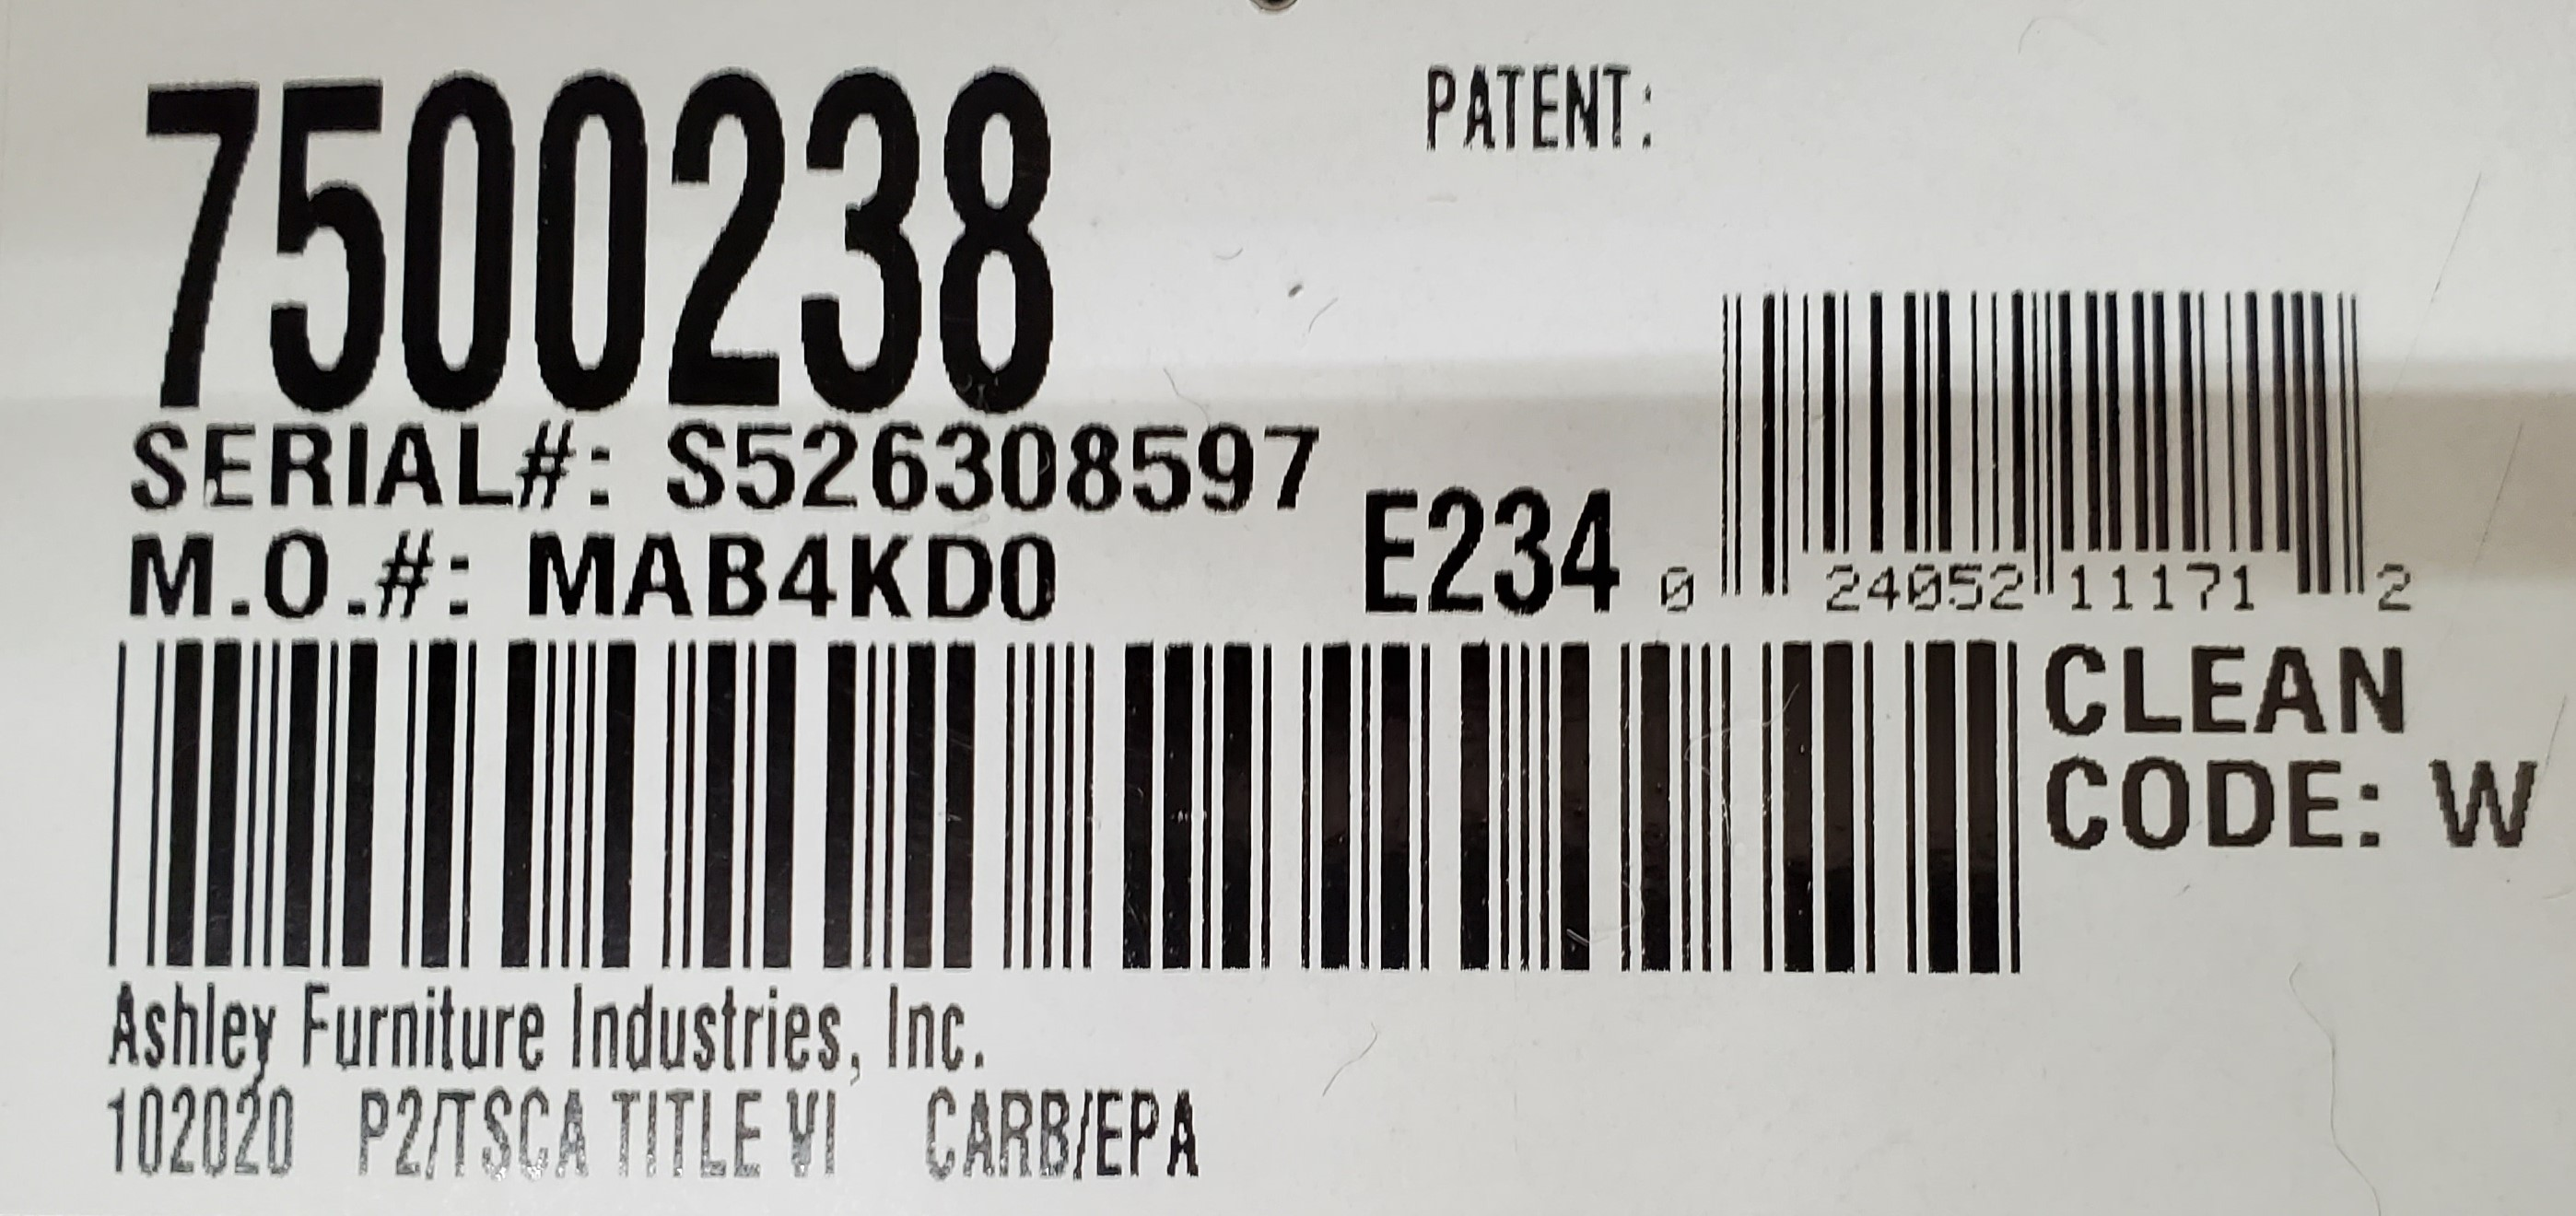 7500238
PATENT:
SERIAL#: S526308597
M.O.#: MAB4KD0
E234
0 24052 11171 2
CLEAN
CODE: W
Ashley Furniture Industries, Inc.
102020 P2/TSCA TITLE VI CARB/EPA